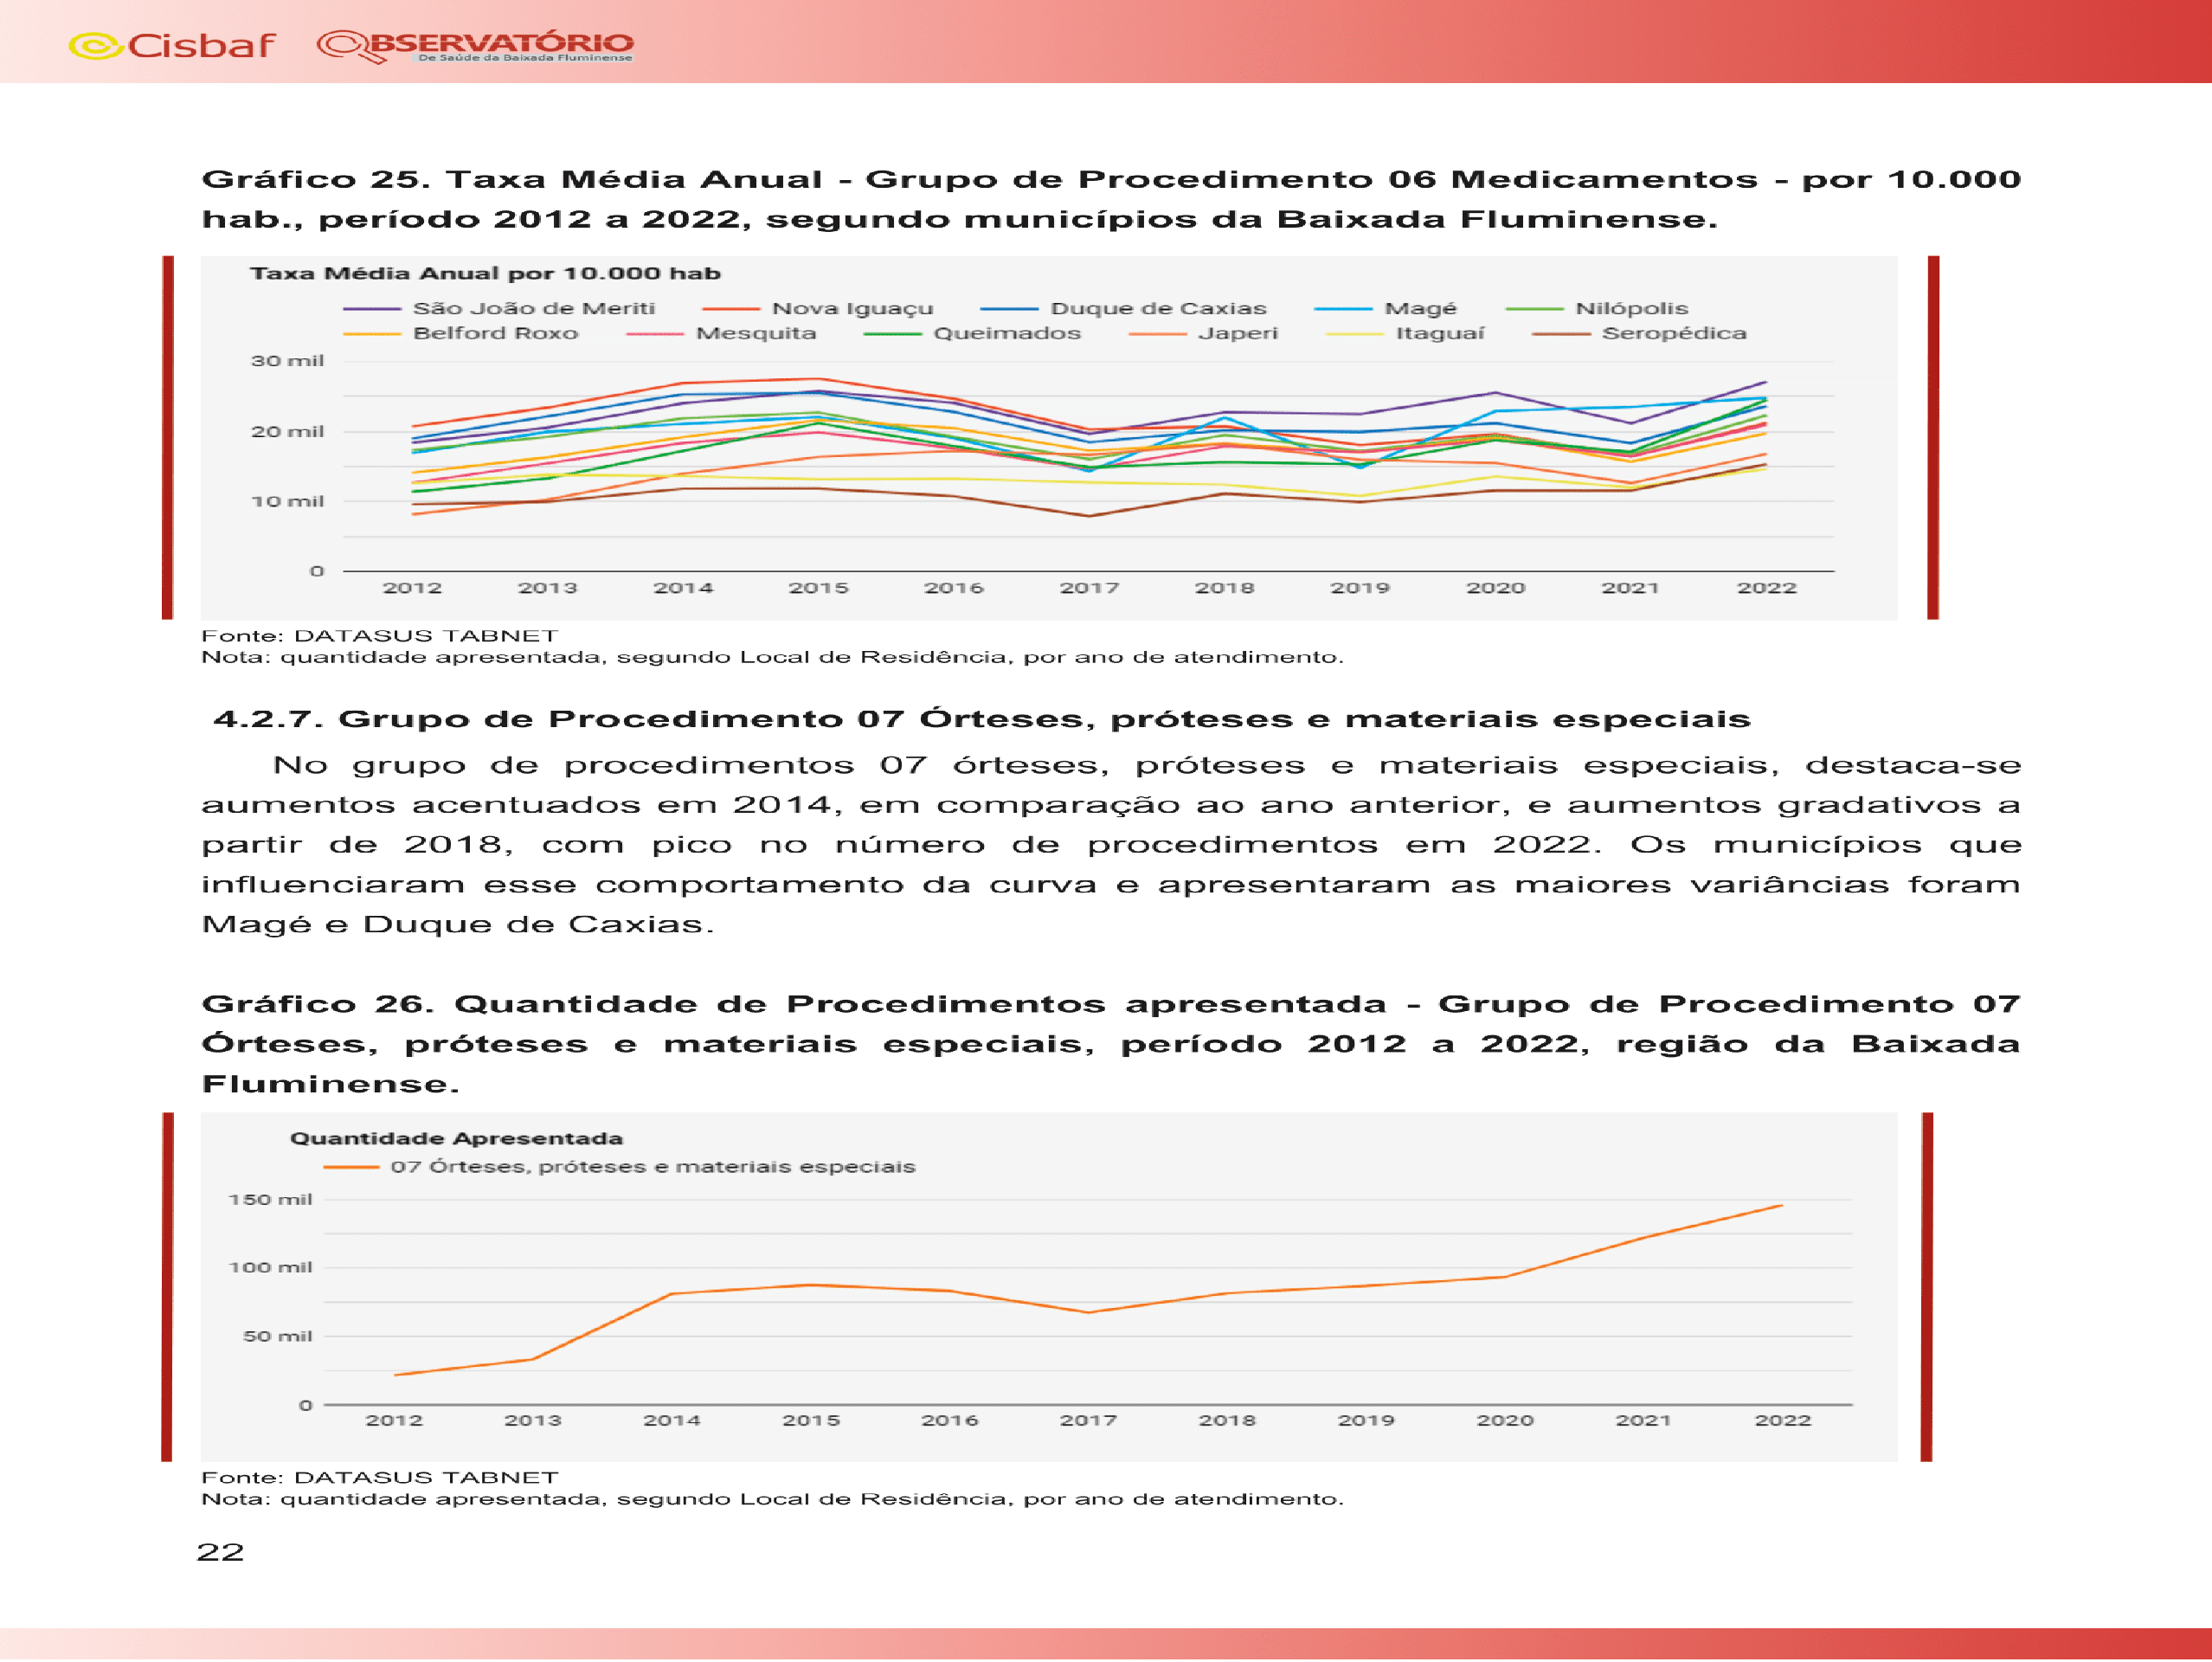 Cisbaf OBSERVATÓRIO
De Saúde da Baixada Fluminense
Gráfico 25. Taxa Média Anual - Grupo de Procedimento 06 Medicamentos - por 10.000
hab., período 2012 a 2022, segundo municípios da Baixada Fluminense.
Taxa Média Anual por 10.000 hab
São João de Meriti Nova Iguaçu Duque de Caxias Magé Nilópolis
Belford Roxo Mesquita Queimados Japeri Itaguaí Seropédica
30 mil
20 mil
10 mil
0
2012 2013 2014 2015 2016 2017 2018 2019 2020 2021 2022
Fonte: DATASUS TABNET
Nota: quantidade apresentada, segundo Local de Residência, por ano de atendimento.
4.2.7. Grupo de Procedimento 07 Órteses, próteses e materiais especiais
No grupo de procedimentos 07 órteses, próteses e materiais especiais, destaca-se
aumentos acentuados em 2014, em comparação ao ano anterior, e aumentos gradativos a
partir de 2018, com pico no número de procedimentos em 2022. Os municípios que
influenciaram esse comportamento da curva e apresentaram as maiores variâncias foram
Magé e Duque de Caxias.
Gráfico 26. Quantidade de Procedimentos apresentada - Grupo de Procedimento 07
Órteses, próteses e materiais especiais, período 2012 a 2022, região da Baixada
Fluminense.
Quantidade Apresentada
07 Órteses, próteses e materiais especiais
150 mil
100 mil
50 mil
0
2012 2013 2014 2015 2016 2017 2018 2019 2020 2021 2022
Fonte: DATASUS TABNET
Nota: quantidade apresentada, segundo Local de Residência, por ano de atendimento.
22